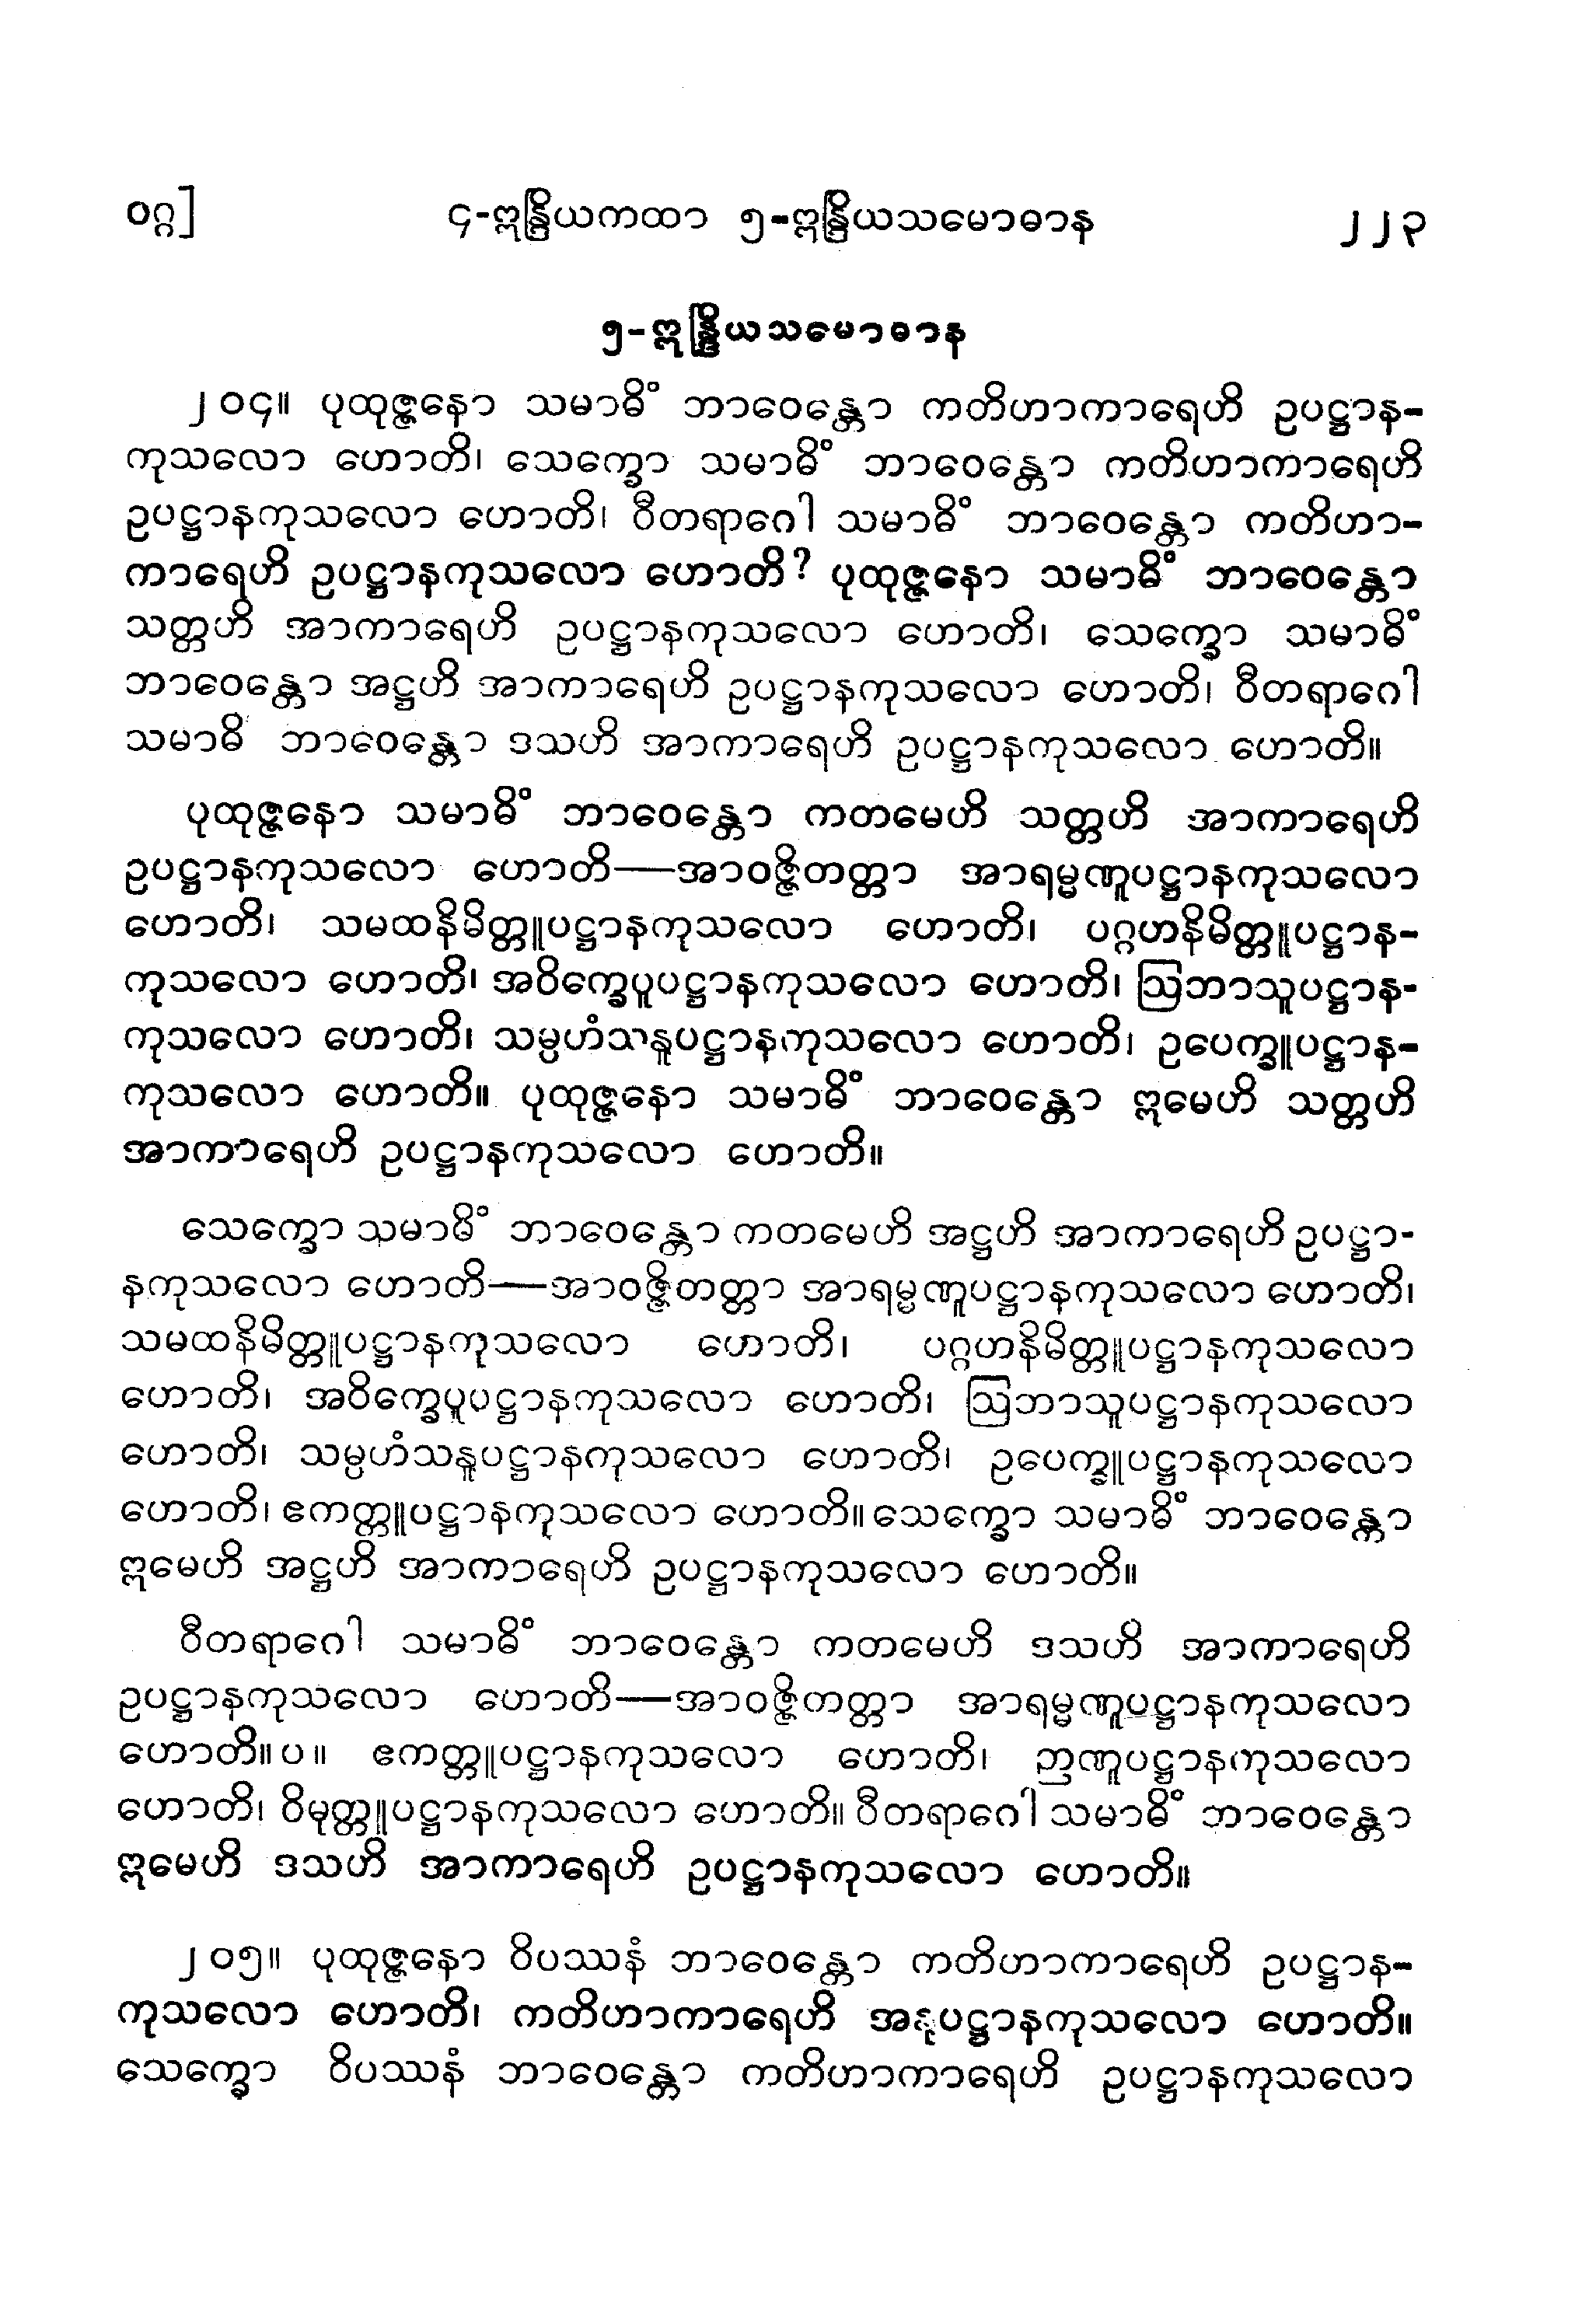 ဝဂ္ဂ]
၄-ဣန္ဒြိယကထာ ၅-ဣန္ဒြိယသမောဓာန
၂၂၃
၅-ဣန္ဒြိယသမောဓာန
၂၀၄။ ပုထုဇ္ဇနော သမာဓိံ ဘာဝေန္တော ကတိဟာကာရေဟိ ဥပဋ္ဌာန-
ကုသလော ဟောတိ၊ သေက္ခော သမာဓိံ ဘာဝေန္တော ကတိဟာကာရေဟိ
ဥပဋ္ဌာနကုသလော ဟောတိ၊ ဝီတရာဂေါ သမာဓိံ ဘာဝေန္တော ကတိဟာ-
ကာရေဟိ ဥပဋ္ဌာနကုသလော ဟောတိ? ပုထုဇ္ဇနော သမာဓိံ ဘာဝေန္တော
သတ္တဟိ အာကာရေဟိ ဥပဋ္ဌာနကုသလော ဟောတိ၊ သေက္ခော သမာဓိံ
ဘာဝေန္တော အဋ္ဌဟိ အာကာရေဟိ ဥပဋ္ဌာနကုသလော ဟောတိ၊ ဝီတရာဂေါ
သမာဓိံ ဘာဝေန္တော ဒသဟိ အာကာရေဟိ ဥပဋ္ဌာနကုသလော ဟောတိ။
ပုထုဇ္ဇနော သမာဓိံ ဘာဝေန္တော ကတမေဟိ သတ္တဟိ အာကာရေဟိ
ဥပဋ္ဌာနကုသလော ဟောတိ—အာဝဇ္ဇိတတ္တာ အာရမ္မဏူပဋ္ဌာနကုသလော
ဟောတိ၊ သမထနိမိတ္တူပဋ္ဌာနကုသလော ဟောတိ၊ ပဂ္ဂဟနိမိတ္တူပဋ္ဌာန-
ကုသလော ဟောတိ၊ အဝိက္ခေပူပဋ္ဌာနကုသလော ဟောတိ၊ ဩဘာသူပဋ္ဌာန-
ကုသလော ဟောတိ၊ သမ္ပဟံသနူပဋ္ဌာနကုသလော ဟောတိ၊ ဥပေက္ခူပဋ္ဌာန-
ကုသလော ဟောတိ။ ပုထုဇ္ဇနော သမာဓိံ ဘာဝေန္တော ဣမေဟိ သတ္တဟိ
အာကာရေဟိ ဥပဋ္ဌာနကုသလော ဟောတိ။
သေက္ခော သမာဓိံ ဘာဝေန္တော ကတမေဟိ အဋ္ဌဟိ အာကာရေဟိ ဥပဋ္ဌာ-
နကုသလော ဟောတိ—အာဝဇ္ဇိတတ္တာ အာရမ္မဏူပဋ္ဌာနကုသလော ဟောတိ၊
သမထနိမိတ္တူပဋ္ဌာနကုသလော ဟောတိ၊ ပဂ္ဂဟနိမိတ္တူပဋ္ဌာနကုသလော
ဟောတိ၊ အဝိက္ခေပူပဋ္ဌာနကုသလော ဟောတိ၊ ဩဘာသူပဋ္ဌာနကုသလော
ဟောတိ၊ သမ္ပဟံသနူပဋ္ဌာနကုသလော ဟောတိ၊ ဥပေက္ခူပဋ္ဌာနကုသလော
ဟောတိ၊ ဧကတ္တူပဋ္ဌာနကုသလော ဟောတိ။ သေက္ခော သမာဓိံ ဘာဝေန္တော
ဣမေဟိ အဋ္ဌဟိ အာကာရေဟိ ဥပဋ္ဌာနကုသလော ဟောတိ။
ဝီတရာဂေါ သမာဓိံ ဘာဝေန္တော ကတမေဟိ ဒသဟိ အာကာရေဟိ
ဥပဋ္ဌာနကုသလော ဟောတိ—အာဝဇ္ဇိတတ္တာ အာရမ္မဏူပဋ္ဌာနကုသလော
ဟောတိ။ ပ ။ ဧကတ္တူပဋ္ဌာနကုသလော ဟောတိ၊ ဉာဏူပဋ္ဌာနကုသလော
ဟောတိ၊ ဝိမုတ္တူပဋ္ဌာနကုသလော ဟောတိ။ ဝီတရာဂေါ သမာဓိံ ဘာဝေန္တော
ဣမေဟိ ဒသဟိ အာကာရေဟိ ဥပဋ္ဌာနကုသလော ဟောတိ။
၂၀၅။ ပုထုဇ္ဇနော ဝိပဿနံ ဘာဝေန္တော ကတိဟာကာရေဟိ ဥပဋ္ဌာန-
ကုသလော ဟောတိ၊ ကတိဟာကာရေဟိ အနုပဋ္ဌာနကုသလော ဟောတိ။
သေက္ခော ဝိပဿနံ ဘာဝေန္တော ကတိဟာကာရေဟိ ဥပဋ္ဌာနကုသလော